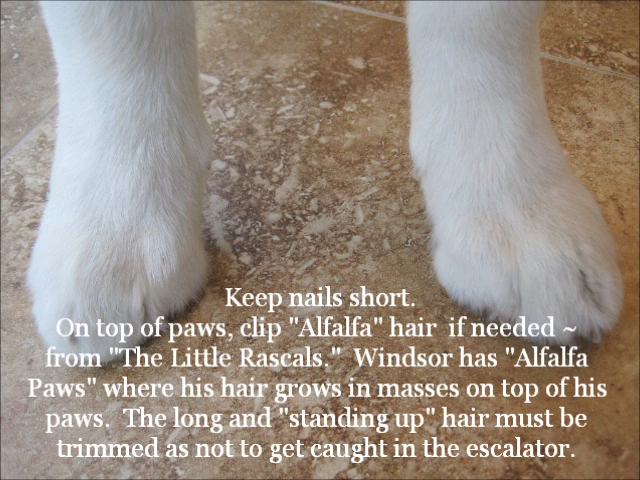 Keep nails short.
On top of paws, clip "Alfalfa" hair  if needed ~
from "The Little Rascals."  Windsor has "Alfalfa
Paws" where his hair grows in masses on top of his
paws.  The long and "standing up" hair must be
trimmed as not to get caught in the escalator.